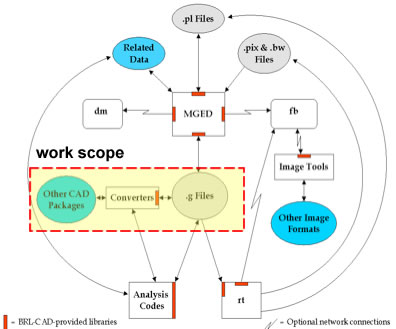 .pl Files
Related
Data
.pix & .bw
Files
dm
MGED
fb
work scope
Image Tools
Other CAD
Packages
Converters
.g Files
Other Image
Formats
Analysis
Codes
rt
= BRL-CAD-provided libraries
= Optional network connections